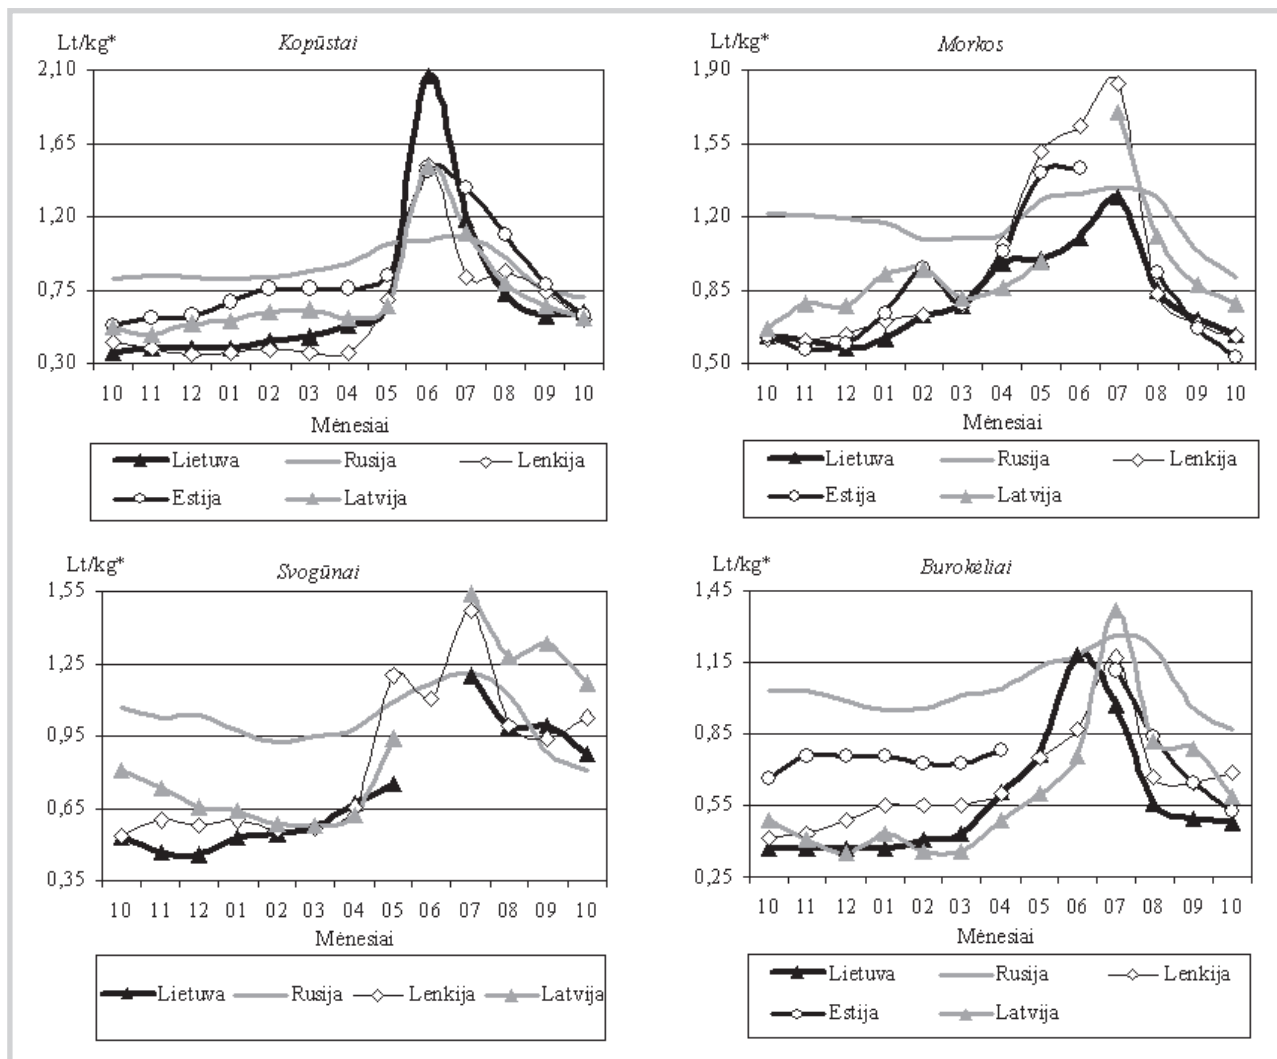 Lt/kg*
Kopūstai
2,10
1,65
1,20
0,75
0,30
10 11 12 01 02 03 04 05 06 07 08 09 10
Mėnesiai
Lietuva Rusija Lenkija
Estija Latvija
Lt/kg*
Morkos
1,90
1,55
1,20
0,85
0,50
10 11 12 01 02 03 04 05 06 07 08 09 10
Mėnesiai
Lietuva Rusija Lenkija
Estija Latvija
Lt/kg*
Svogūnai
1,55
1,25
0,95
0,65
0,35
10 11 12 01 02 03 04 05 06 07 08 09 10
Mėnesiai
Lietuva Rusija Lenkija Latvija
Lt/kg*
Burokėliai
1,45
1,15
0,85
0,55
0,25
10 11 12 01 02 03 04 05 06 07 08 09 10
Mėnesiai
Lietuva Rusija Lenkija
Estija Latvija